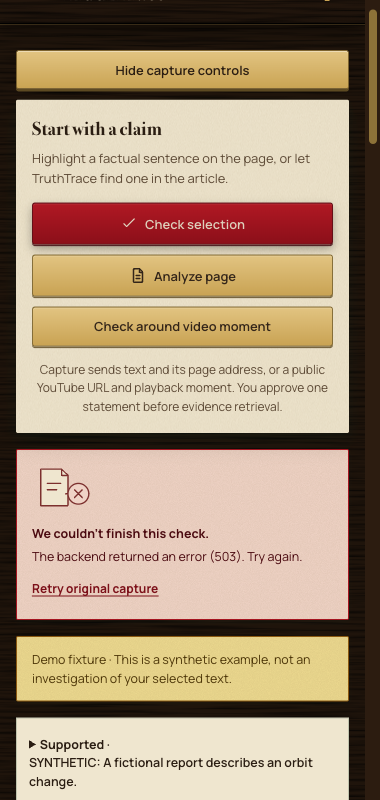 Hide capture controls
Start with a claim
Highlight a factual sentence on the page, or let
TruthTrace find one in the article.
Check selection
Analyze page
Check around video moment
Capture sends text and its page address, or a public
YouTube URL and playback moment. You approve one
statement before evidence retrieval.
We couldn't finish this check.
The backend returned an error (503). Try again.
Retry original capture
Demo fixture · This is a synthetic example, not an
investigation of your selected text.
Supported ·
SYNTHETIC: A fictional report describes an orbit
change.